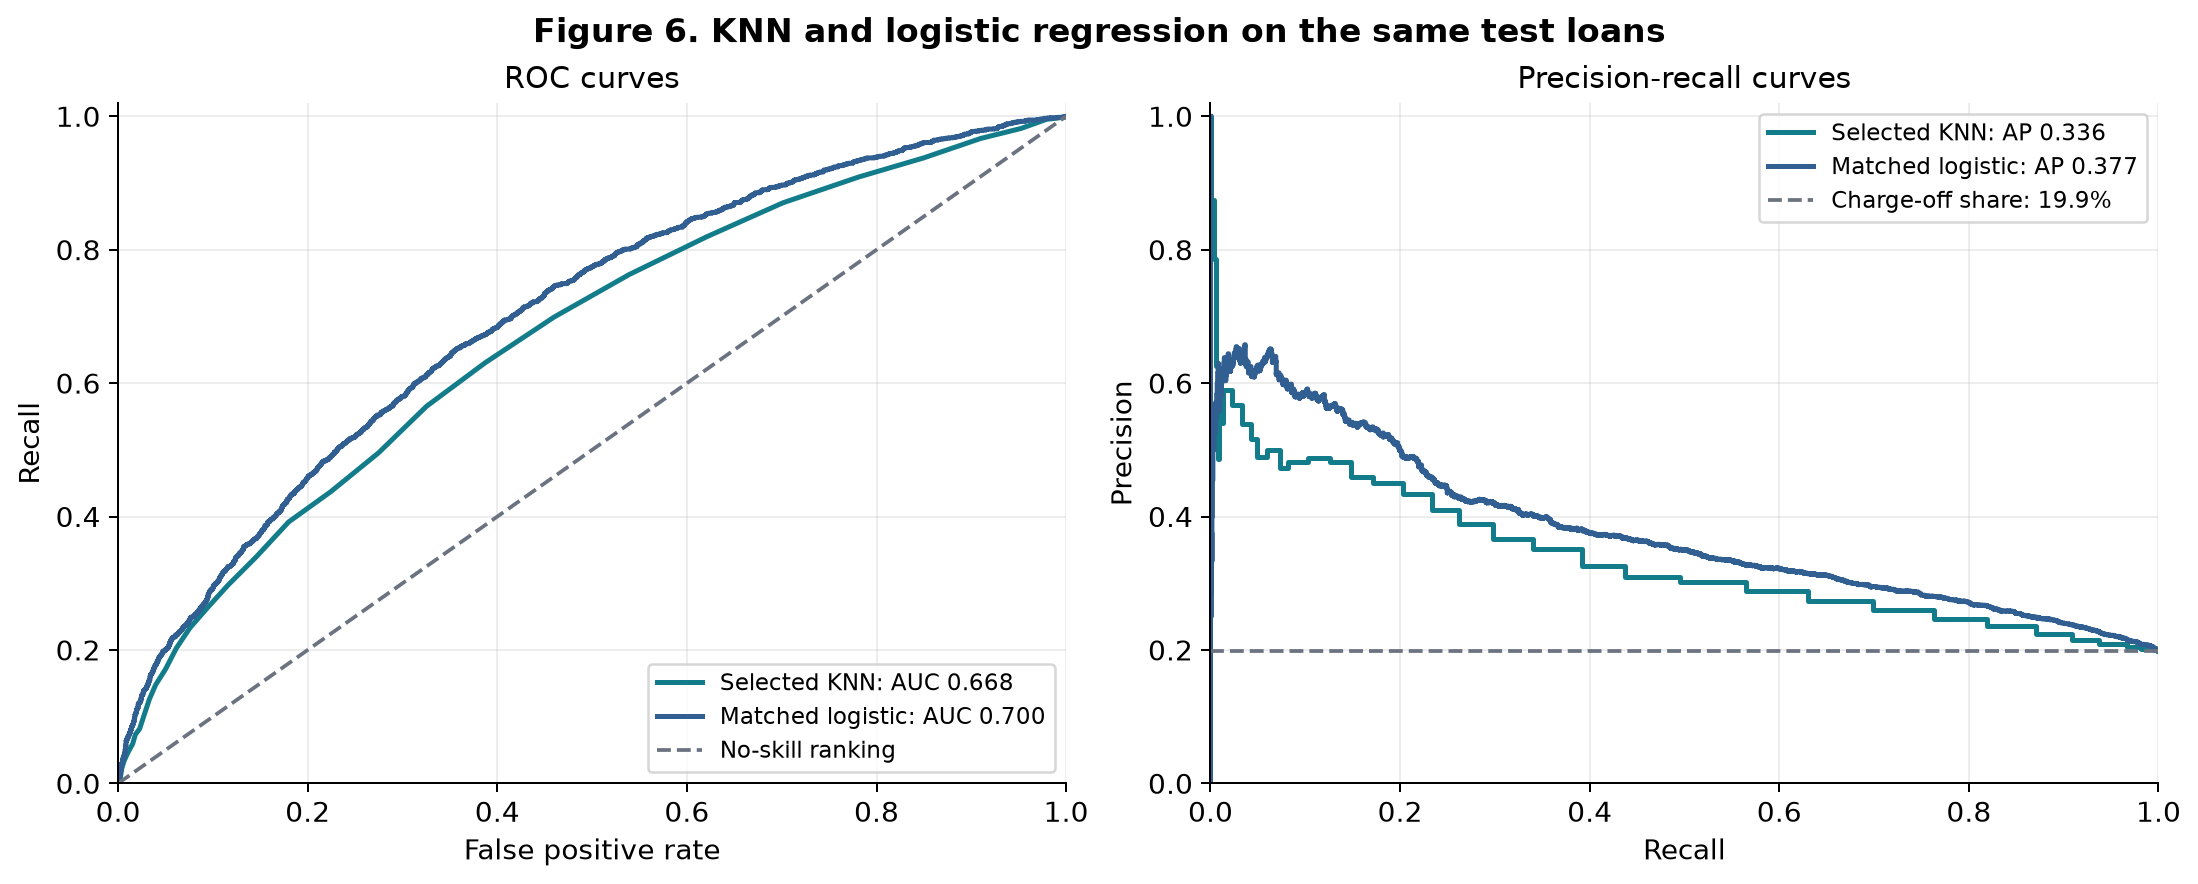 Figure 6. KNN and logistic regression on the same test loans
ROC curves
1.0
0.8
0.6
0.4
0.2
0.0
Recall
0.0 0.2 0.4 0.6 0.8 1.0
False positive rate
Selected KNN: AUC 0.668
Matched logistic: AUC 0.700
No-skill ranking
Precision-recall curves
1.0
0.8
0.6
0.4
0.2
0.0
Precision
0.0 0.2 0.4 0.6 0.8 1.0
Recall
Selected KNN: AP 0.336
Matched logistic: AP 0.377
Charge-off share: 19.9%